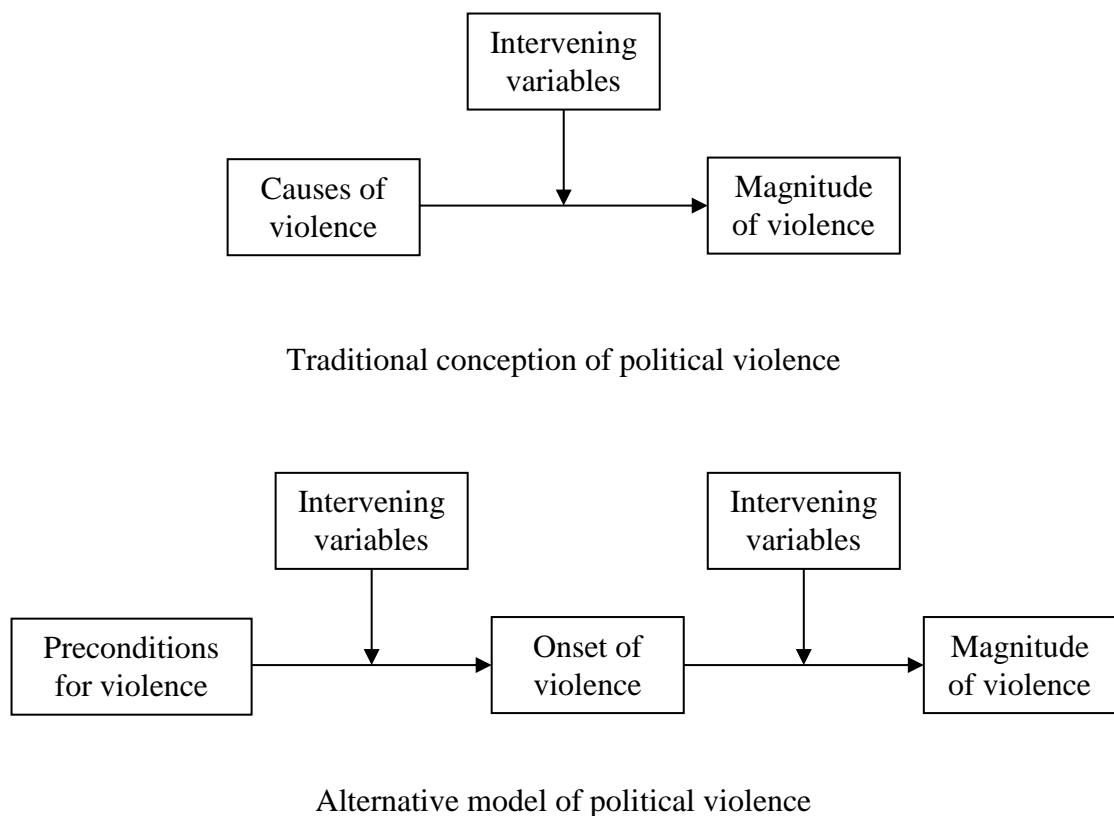 Intervening
variables
Causes of
violence
Magnitude
of violence
Traditional conception of political violence
Intervening
variables
Intervening
variables
Preconditions
for violence
Onset of
violence
Magnitude
of violence
Alternative model of political violence